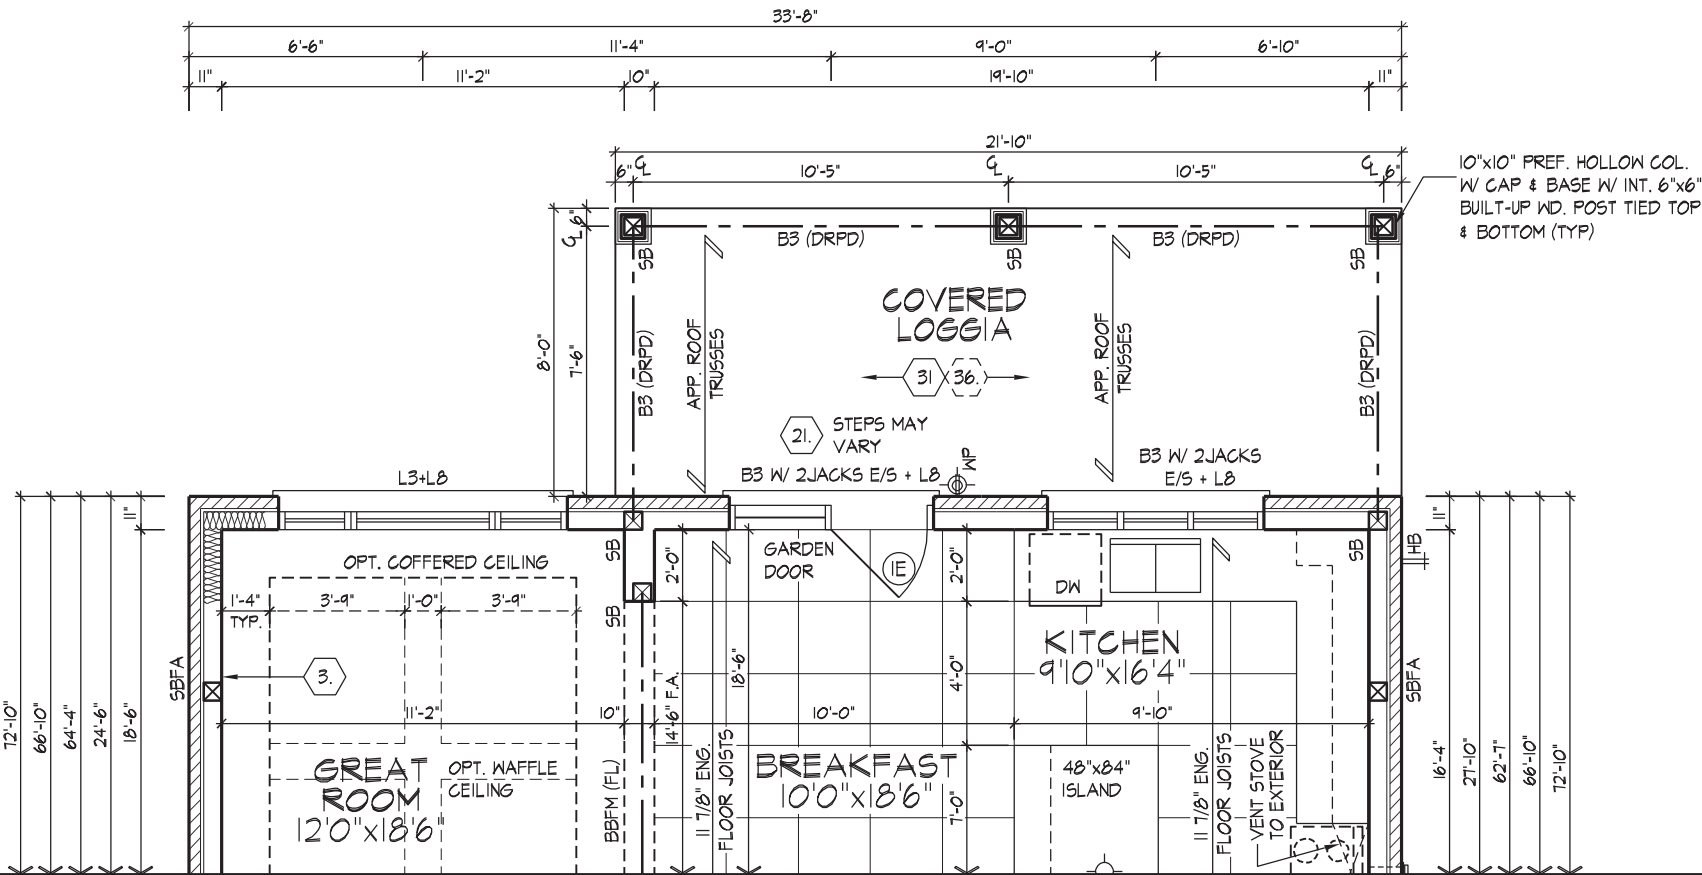 33'-8"
6'-6" 11'-4" 9'-0" 6'-10"
11" 11'-2" 10" 19'-10" 11"
21'-10"
6" CL 10'-5" CL 10'-5" CL 6"
10"x10" PREF. HOLLOW COL.
W/ CAP & BASE W/ INT. 6"x6"
BUILT-UP WD. POST TIED TOP
& BOTTOM (TYP)
CL 6"
8'-0"
7'-6"
B3 (DRPD) B3 (DRPD)
SB SB SB
B3 (DRPD)
APP. ROOF
TRUSSES
COVERED
LOGGIA
31 36.
APP. ROOF
TRUSSES
B3 (DRPD)
21. STEPS MAY
VARY
B3 W/ 2JACKS E/S + L8
WP
B3 W/ 2JACKS
E/S + L8
L3+L8
11"
11"
OPT. COFFERED CEILING
SB
2'-0"
GARDEN
DOOR
1E
2'-0"
DW
SB
HB
1'-4" 3'-9" 1'-0" 3'-9"
TYP.
SB
KITCHEN
9'10"x16'4"
SBFA
3.
14'-6" F.A.
18'-6"
4'-0"
SBFA
72'-10"
66'-10"
64'-4"
24'-6"
18'-6"
11'-2" 10" 10'-0" 9'-10"
16'-4"
27'-10"
62'-7"
66'-10"
72'-10"
GREAT
ROOM
12'0"x18'6"
OPT. WAFFLE
CEILING
BBFM (FL)
11 7/8" ENG.
FLOOR JOISTS
BREAKFAST
10'0"x18'6"
7'-0"
48"x84"
ISLAND
11 7/8" ENG.
FLOOR JOISTS
VENT STOVE
TO EXTERIOR